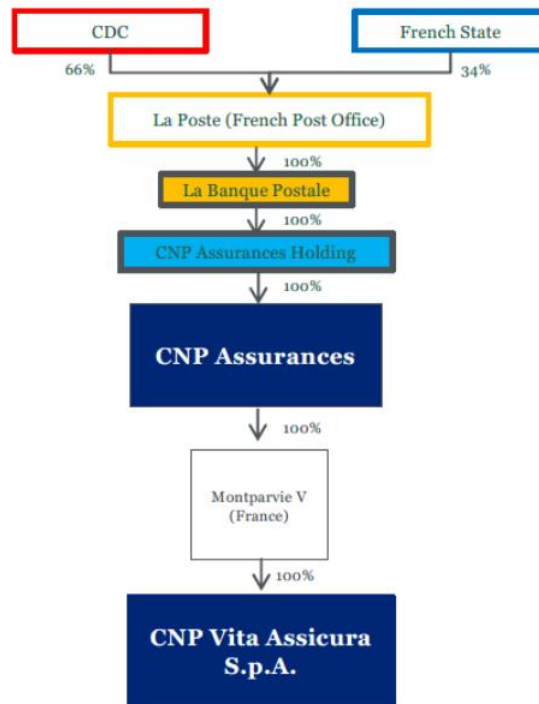 CDC
French State
66%
34%
La Poste (French Post Office)
100%
La Banque Postale
100%
CNP Assurances Holding
100%
CNP Assurances
100%
Montparvie V
(France)
100%
CNP Vita Assicura
S.p.A.